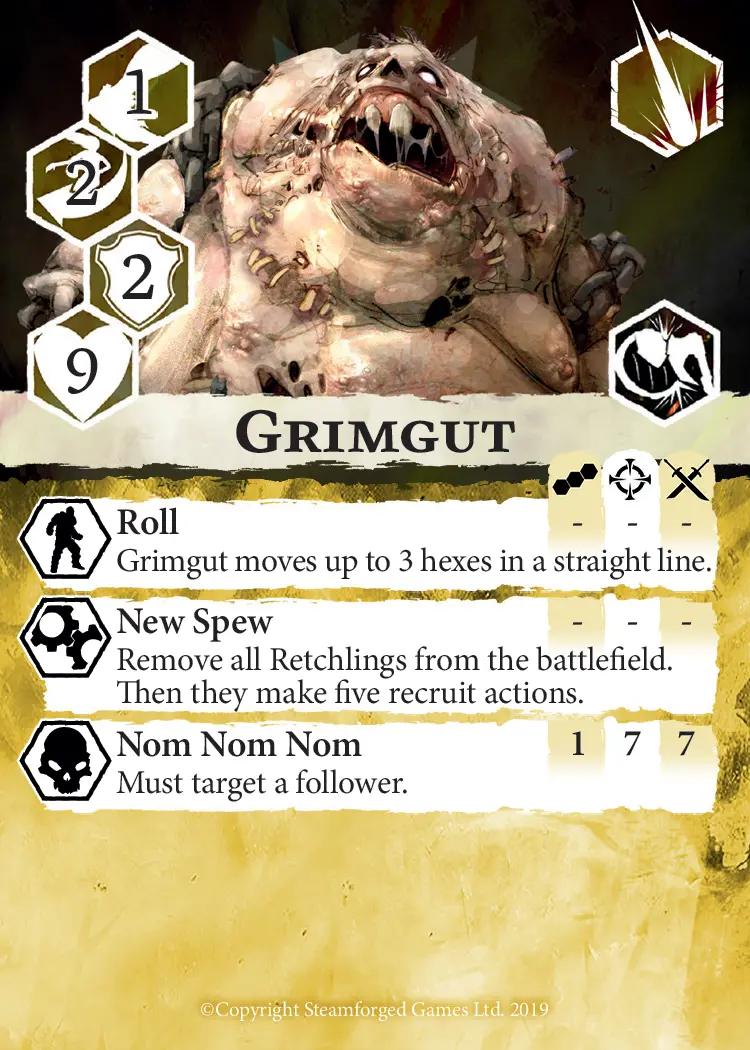 1
2
2
9
GRIMGUT
Roll - - -
Grimgut moves up to 3 hexes in a straight line.
New Spew - - -
Remove all Retchlings from the battlefield.
Then they make five recruit actions.
Nom Nom Nom 1 7 7
Must target a follower.
©Copyright Steamforged Games Ltd. 2019